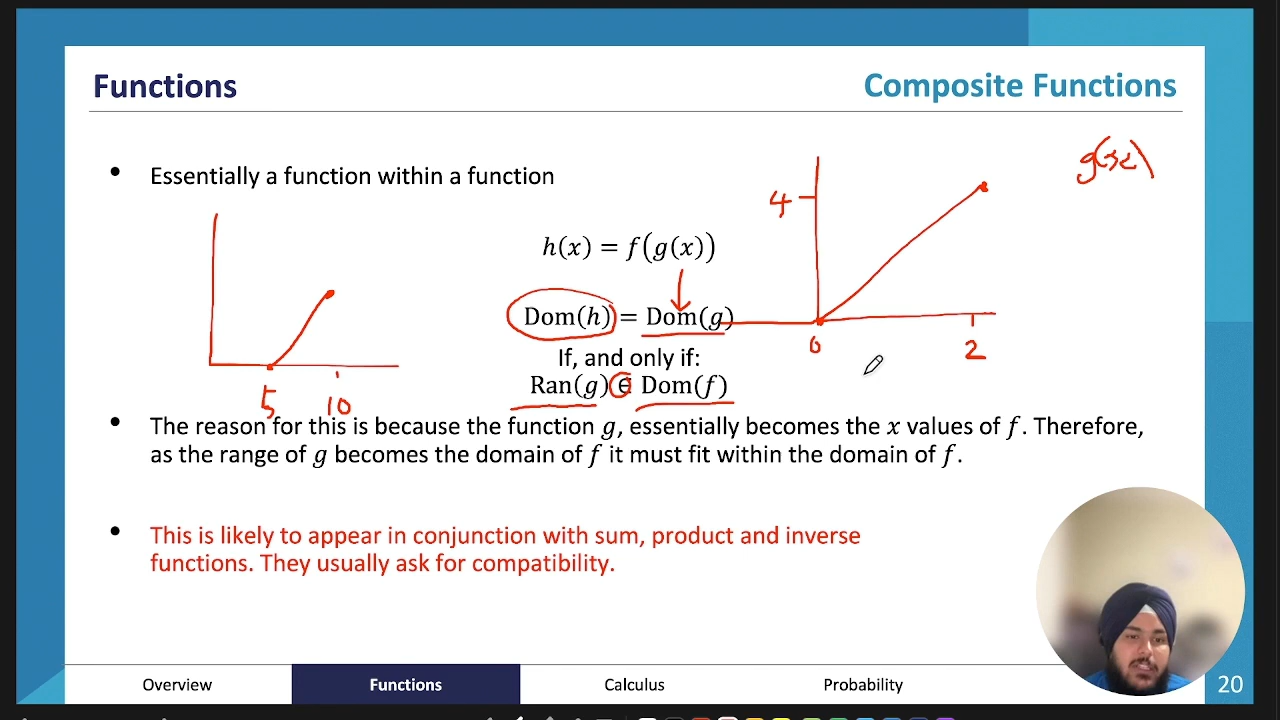 Functions
Composite Functions
g(x)
• Essentially a function within a function
4
h(x) = f(g(x))
Dom(h) = Dom(g)
0
2
If, and only if:
Ran(g) ∈ Dom(f)
5
10
• The reason for this is because the function g, essentially becomes the x values of f. Therefore,
as the range of g becomes the domain of f it must fit within the domain of f.
• This is likely to appear in conjunction with sum, product and inverse
functions. They usually ask for compatibility.
Overview
Functions
Calculus
Probability
20